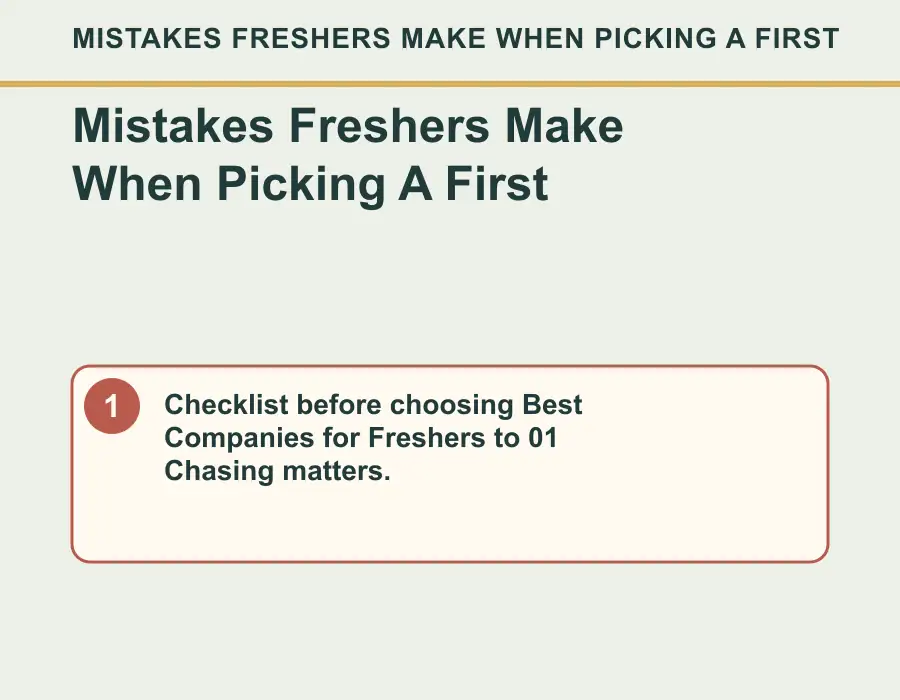 MISTAKES FRESHERS MAKE WHEN PICKING A FIRST
Mistakes Freshers Make
When Picking A First
1
Checklist before choosing Best
Companies for Freshers to 01
Chasing matters.